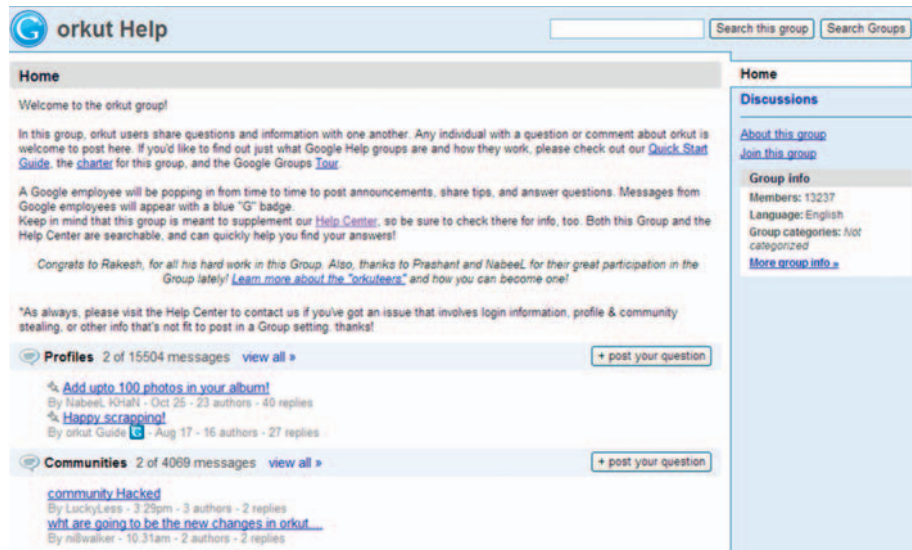 orkut Help
Search this group
Search Groups
Home
Welcome to the orkut group!
In this group, orkut users share questions and information with one another. Any individual with a question or comment about orkut is
welcome to post here. If you'd like to find out just what Google Help groups are and how they work, please check out our Quick Start
Guide, the charter for this group, and the Google Groups Tour.
A Google employee will be popping in from time to time to post announcements, share tips, and answer questions. Messages from
Google employees will appear with a blue "G" badge.
Keep in mind that this group is meant to supplement our Help Center, so be sure to check there for info, too. Both this Group and the
Help Center are searchable, and can quickly help you find your answers!
Congrats to Rakesh, for all his hard work in this Group. Also, thanks to Prashant and NabeeL for their great participation in the
Group lately! Learn more about the "orkuteers" and how you can become one!
*As always, please visit the Help Center to contact us if you've got an issue that involves login information, profile & community
stealing, or other info that's not fit to post in a Group setting. thanks!
Profiles 2 of 15504 messages view all »
+ post your question
Add upto 100 photos in your album!
By NabeeL KHaN - Oct 25 - 23 authors - 40 replies
Happy scrapping!
By orkut Guide G - Aug 17 - 16 authors - 27 replies
Communities 2 of 4069 messages view all »
+ post your question
community Hacked
By LuckyLess - 3:29pm - 3 authors - 2 replies
wht are going to be the new changes in orkut....
By ni8walker - 10:31am - 2 authors - 2 replies
Home
Discussions
About this group
Join this group
Group info
Members: 13237
Language: English
Group categories: Not
categorized
More group info »